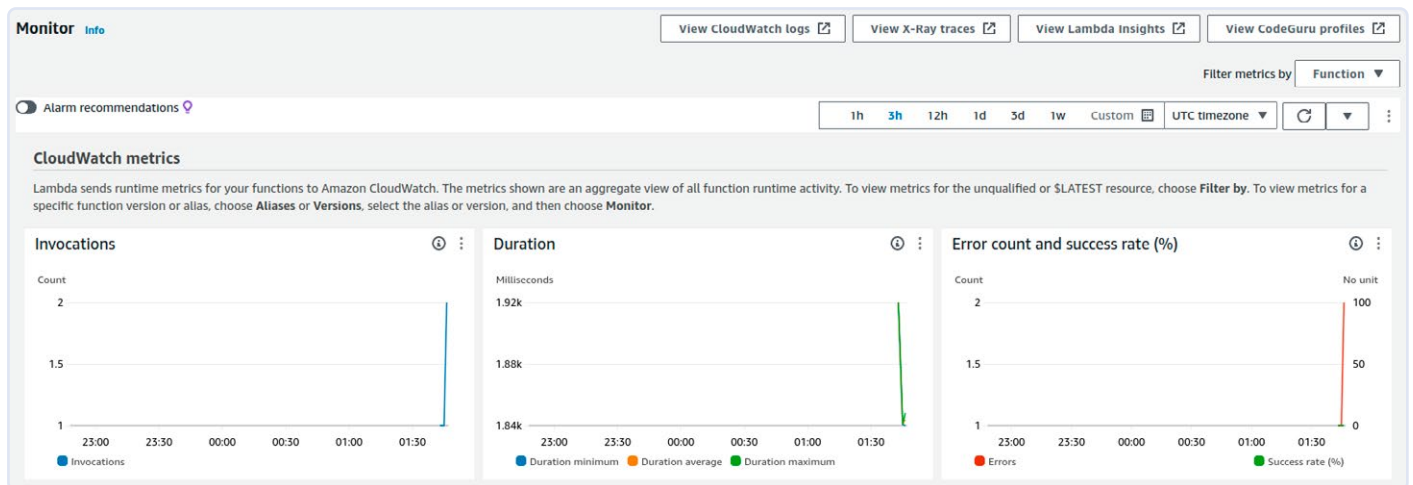 Monitor Info
View CloudWatch logs
View X-Ray traces
View Lambda Insights
View CodeGuru profiles
Filter metrics by
Function
Alarm recommendations
1h 3h 12h 1d 3d 1w Custom
UTC timezone
CloudWatch metrics
Lambda sends runtime metrics for your functions to Amazon CloudWatch. The metrics shown are an aggregate view of all function runtime activity. To view metrics for the unqualified or $LATEST resource, choose Filter by. To view metrics for a
specific function version or alias, choose Aliases or Versions, select the alias or version, and then choose Monitor.
Invocations
Count
2
1.5
1
23:00 23:30 00:00 00:30 01:00 01:30
Invocations
Duration
Milliseconds
1.92k
1.88k
1.84k
23:00 23:30 00:00 00:30 01:00 01:30
Duration minimum Duration average Duration maximum
Error count and success rate (%)
Count No unit
2 100
1.5 50
1 0
23:00 23:30 00:00 00:30 01:00 01:30
Errors Success rate (%)